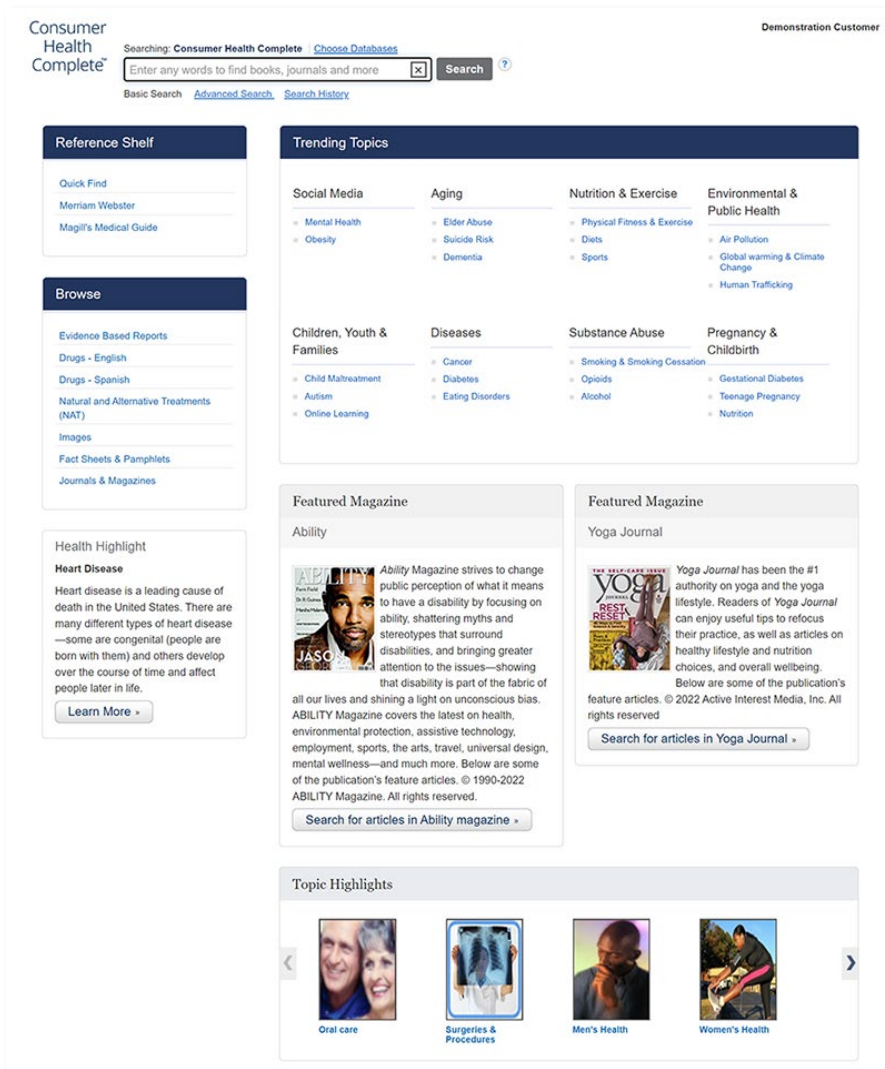 Consumer
Health
Complete™
Demonstration Customer
Searching: Consumer Health Complete | Choose Databases
Enter any words to find books, journals and more
Search
?
Basic Search Advanced Search Search History
Reference Shelf
Quick Find
Merriam Webster
Magill's Medical Guide
Browse
Evidence Based Reports
Drugs - English
Drugs - Spanish
Natural and Alternative Treatments
(NAT)
Images
Fact Sheets & Pamphlets
Journals & Magazines
Health Highlight
Heart Disease
Heart disease is a leading cause of
death in the United States. There are
many different types of heart disease
—some are congenital (people are
born with them) and others develop
over the course of time and affect
people later in life.
Learn More »
Trending Topics
Social Media
Mental Health
Obesity
Aging
Elder Abuse
Suicide Risk
Dementia
Nutrition & Exercise
Physical Fitness & Exercise
Diets
Sports
Environmental &
Public Health
Air Pollution
Global warming & Climate
Change
Human Trafficking
Children, Youth &
Families
Child Maltreatment
Autism
Online Learning
Diseases
Cancer
Diabetes
Eating Disorders
Substance Abuse
Smoking & Smoking Cessation
Opioids
Alcohol
Pregnancy &
Childbirth
Gestational Diabetes
Teenage Pregnancy
Nutrition
Featured Magazine
Ability
ABILITY
JASON
GEORGE
Ability Magazine strives to change
public perception of what it means
to have a disability by focusing on
ability, shattering myths and
stereotypes that surround
disabilities, and bringing greater
attention to the issues—showing
that disability is part of the fabric of
all our lives and shining a light on unconscious bias.
ABILITY Magazine covers the latest on health,
environmental protection, assistive technology,
employment, sports, the arts, travel, universal design,
mental wellness—and much more. Below are some
of the publication's feature articles. © 1990-2022
ABILITY Magazine. All rights reserved.
Search for articles in Ability magazine »
Featured Magazine
Yoga Journal
THE SELF-CARE ISSUE
yoga
JOURNAL
REST
RESET
Yoga Journal has been the #1
authority on yoga and the yoga
lifestyle. Readers of Yoga Journal
can enjoy useful tips to refocus
their practice, as well as articles on
healthy lifestyle and nutrition
choices, and overall wellbeing.
Below are some of the publication's
feature articles. © 2022 Active Interest Media, Inc. All
rights reserved
Search for articles in Yoga Journal »
Topic Highlights
Oral care
Surgeries &
Procedures
Men's Health
Women's Health